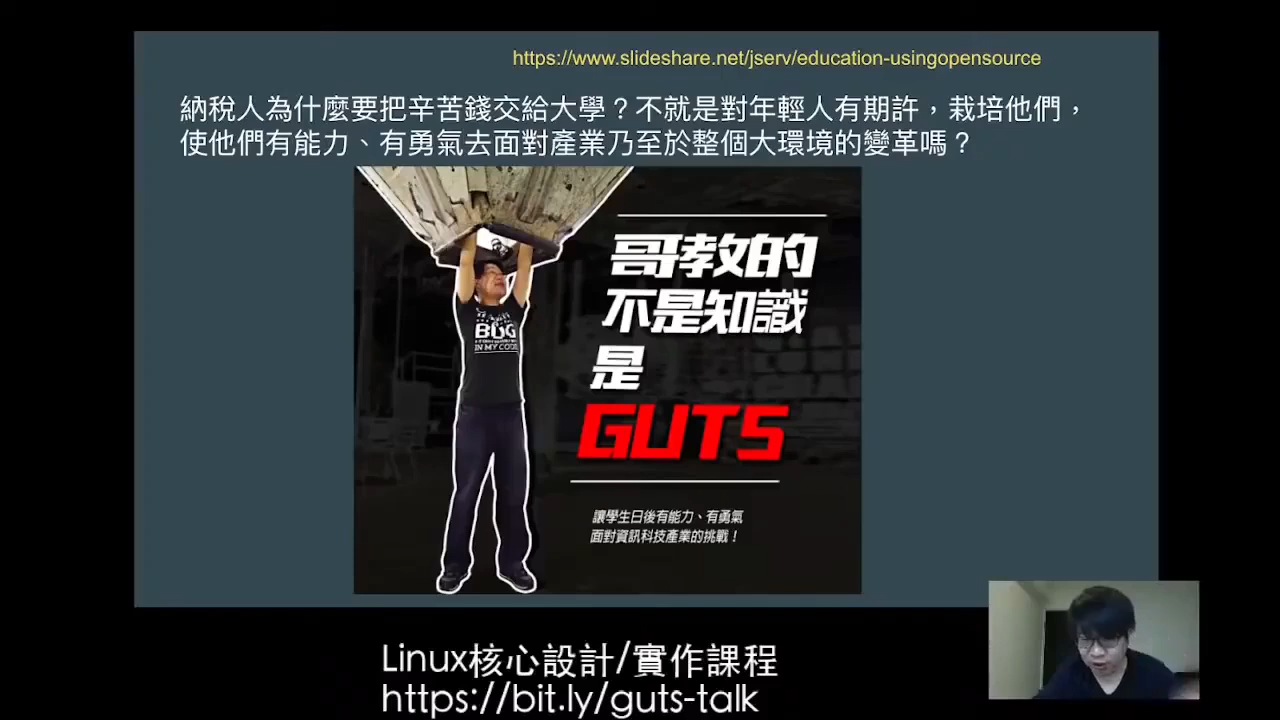 https://www.slideshare.net/jserv/education-usingopensource
納稅人為什麼要把辛苦錢交給大學？不就是對年輕人有期許，栽培他們，
使他們有能力、有勇氣去面對產業乃至於整個大環境的變革嗎？
哥教的
不是知識
是
GUTS
BUG
IN MY CODE
讓學生日後有能力、有勇氣
面對資訊科技產業的挑戰！
Linux核心設計/實作課程
https://bit.ly/guts-talk